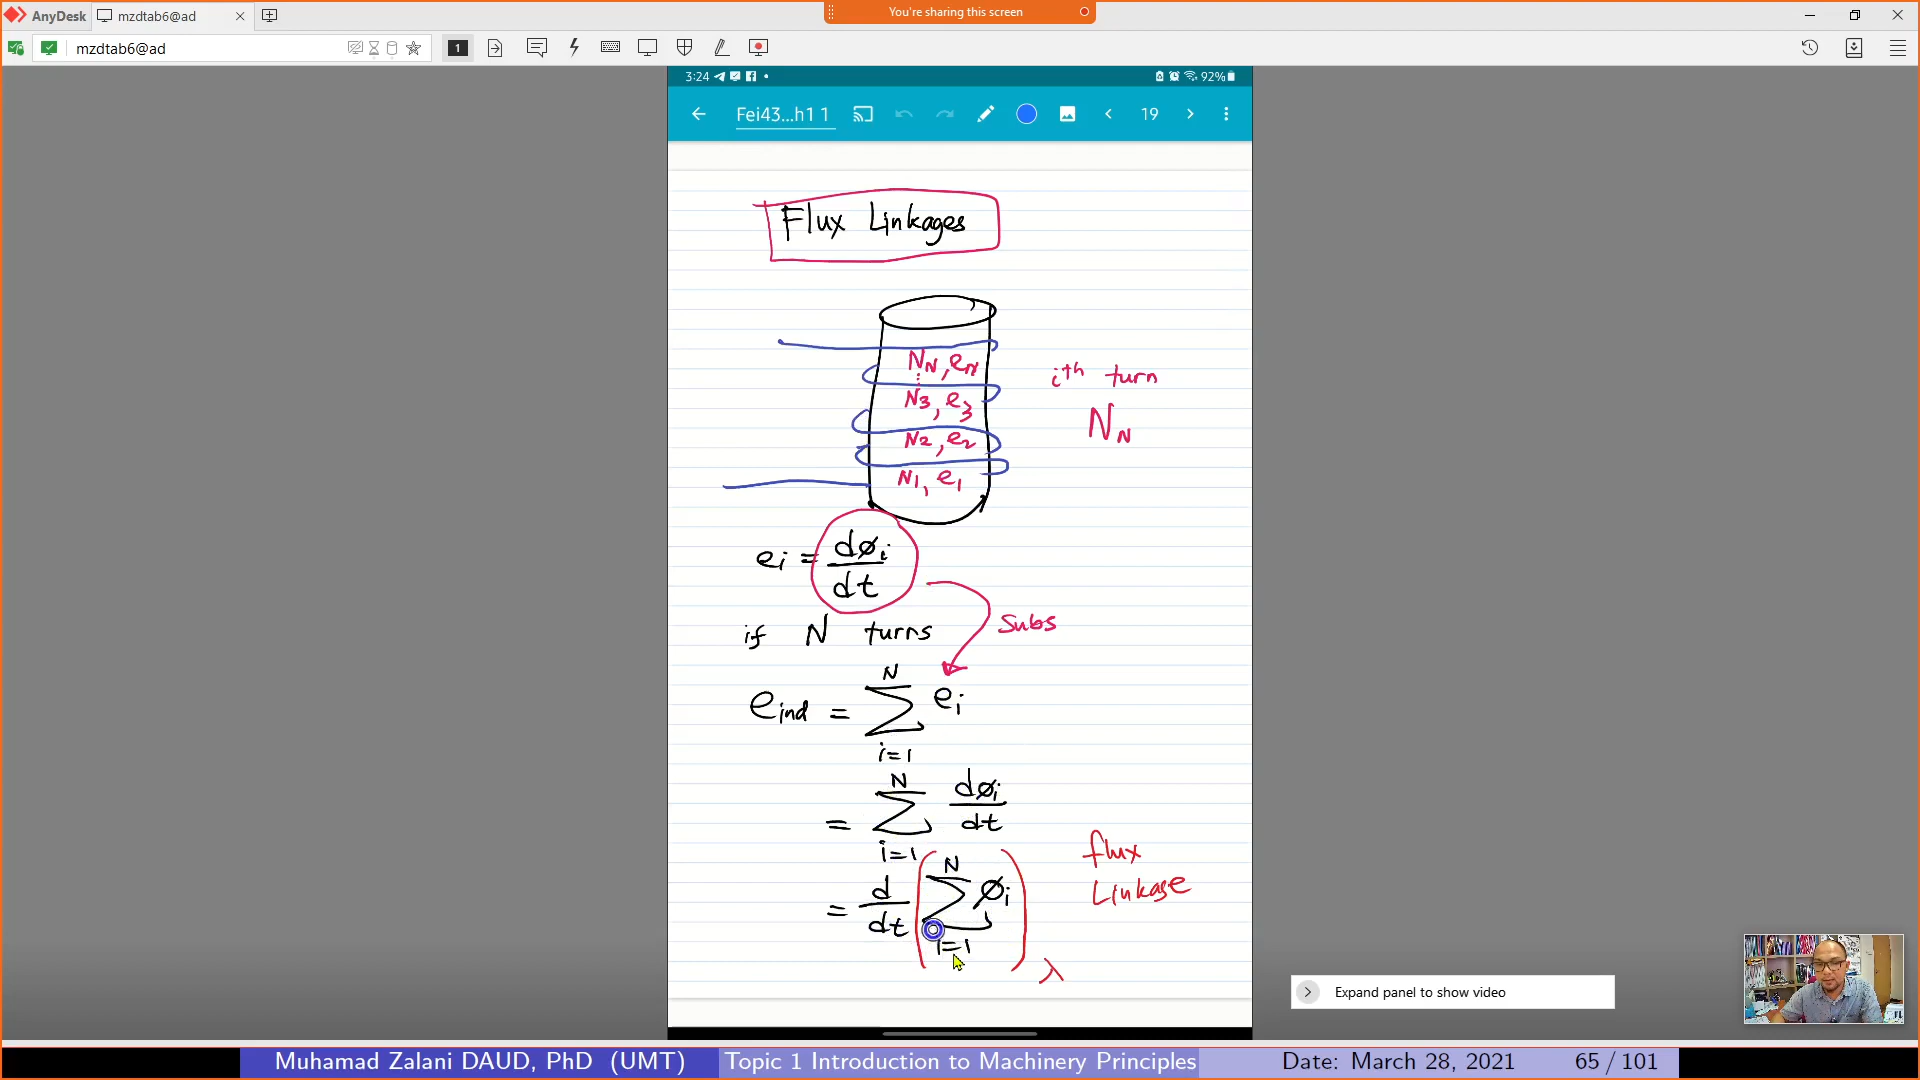 AnyDesk mzdtab6@ad
You're sharing this screen
mzdtab6@ad 1
3:24 92%
Fei43...h1 1 19
Flux Linkages
NN, eN
N3, e3
N2, e2
N1, e1
ith turn
NN
ei = døi/dt
Subs
if N turns
eind = Σ N i=1 ei
= Σ N i=1 døi/dt
= d/dt ( Σ N i=1 øi ) λ
flux
Linkage
Expand panel to show video
Muhamad Zalani DAUD, PhD (UMT) Topic 1 Introduction to Machinery Principles Date: March 28, 2021 65 / 101